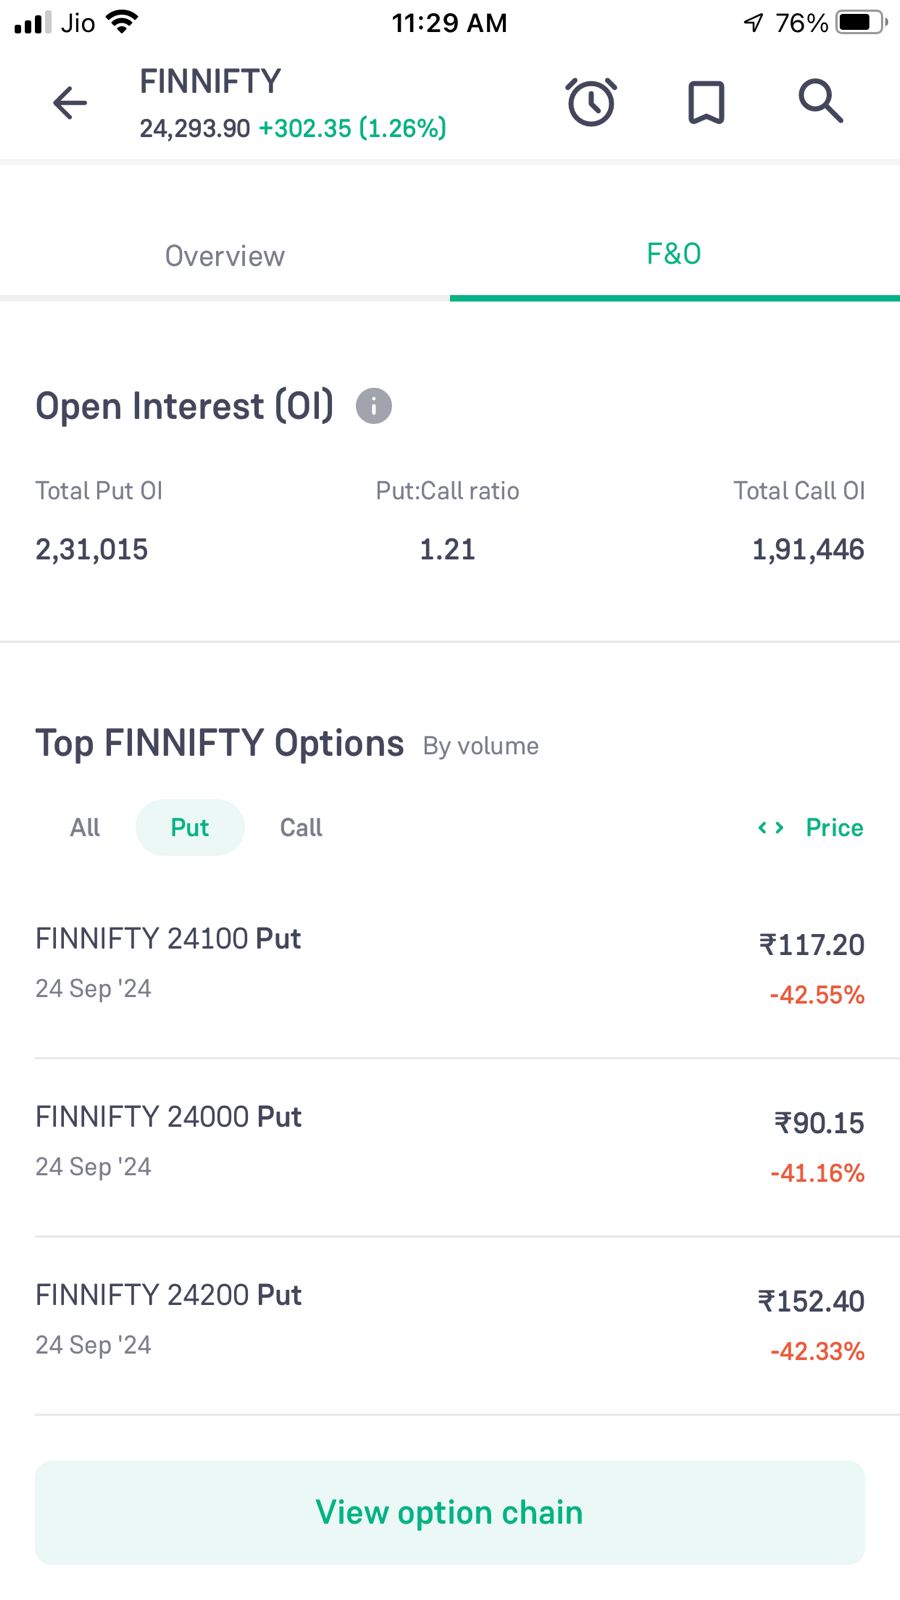 Jio 11:29 AM 76%
FINNIFTY
24,293.90 +302.35 (1.26%)
Overview F&O
Open Interest (OI) i
Total Put OI Put:Call ratio Total Call OI
2,31,015 1.21 1,91,446
Top FINNIFTY Options By volume
All Put Call < > Price
FINNIFTY 24100 Put ₹117.20
24 Sep '24 -42.55%
FINNIFTY 24000 Put ₹90.15
24 Sep '24 -41.16%
FINNIFTY 24200 Put ₹152.40
24 Sep '24 -42.33%
View option chain